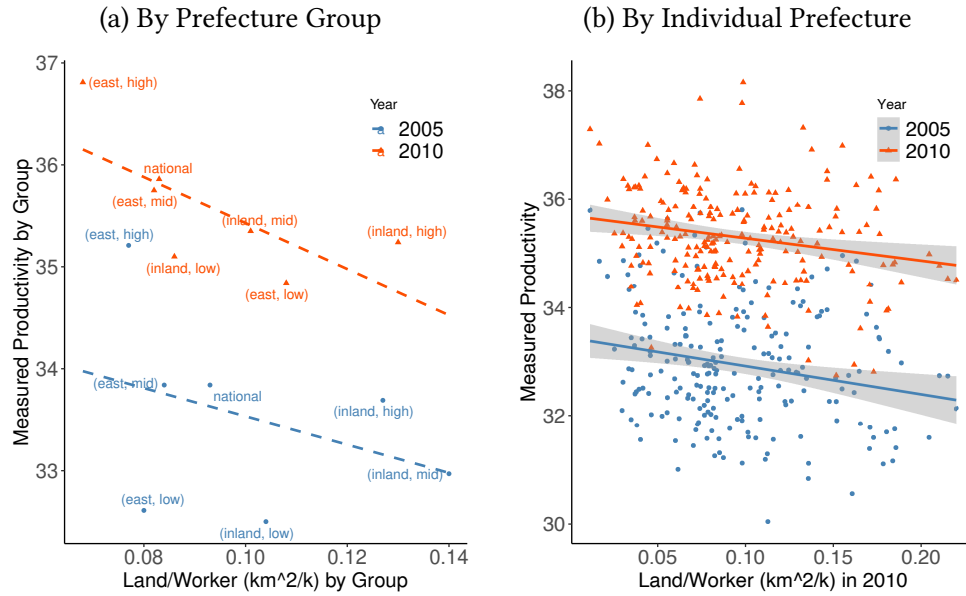 (a) By Prefecture Group
37
36
35
34
33
Measured Productivity by Group
(east, high)
Year
a 2005
a 2010
national
(east, mid)
(east, high)
(inland, mid)
(inland, high)
(inland, low)
(east, low)
(east, mid)
national
(inland, high)
(inland, mid)
(east, low)
(inland, low)
0.08
0.10
0.12
0.14
Land/Worker (km^2/k) by Group
(b) By Individual Prefecture
38
36
34
32
30
Measured Productivity
Year
2005
2010
0.05
0.10
0.15
0.20
Land/Worker (km^2/k) in 2010